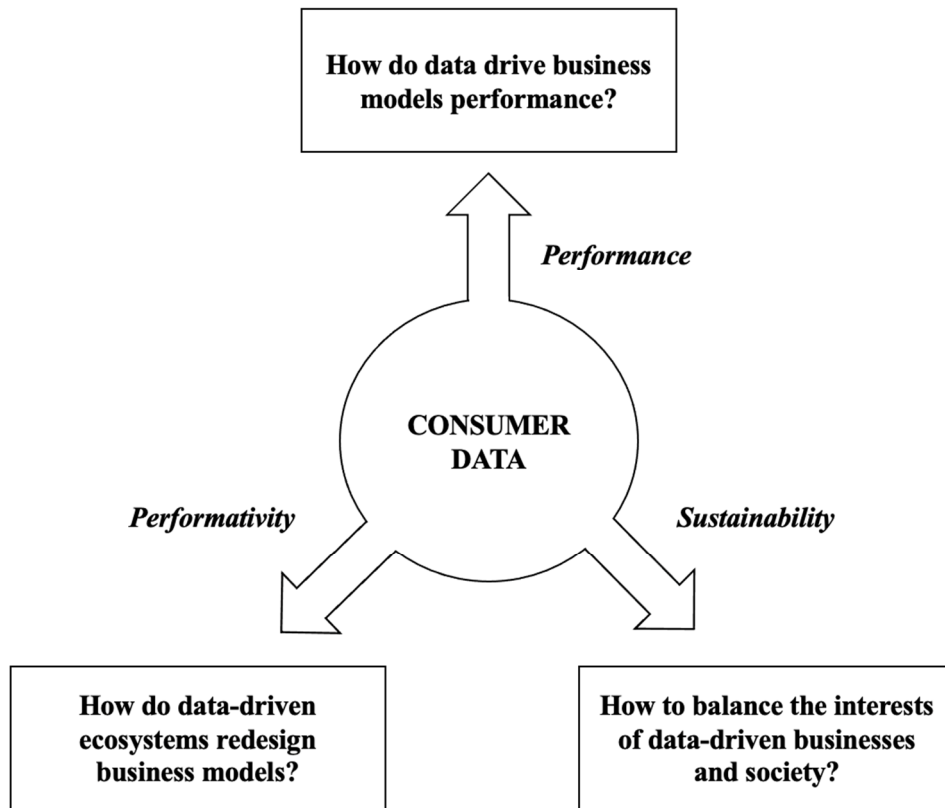 How do data drive business
models performance?
Performance
CONSUMER
DATA
Performativity
Sustainability
How do data-driven
ecosystems redesign
business models?
How to balance the interests
of data-driven businesses
and society?